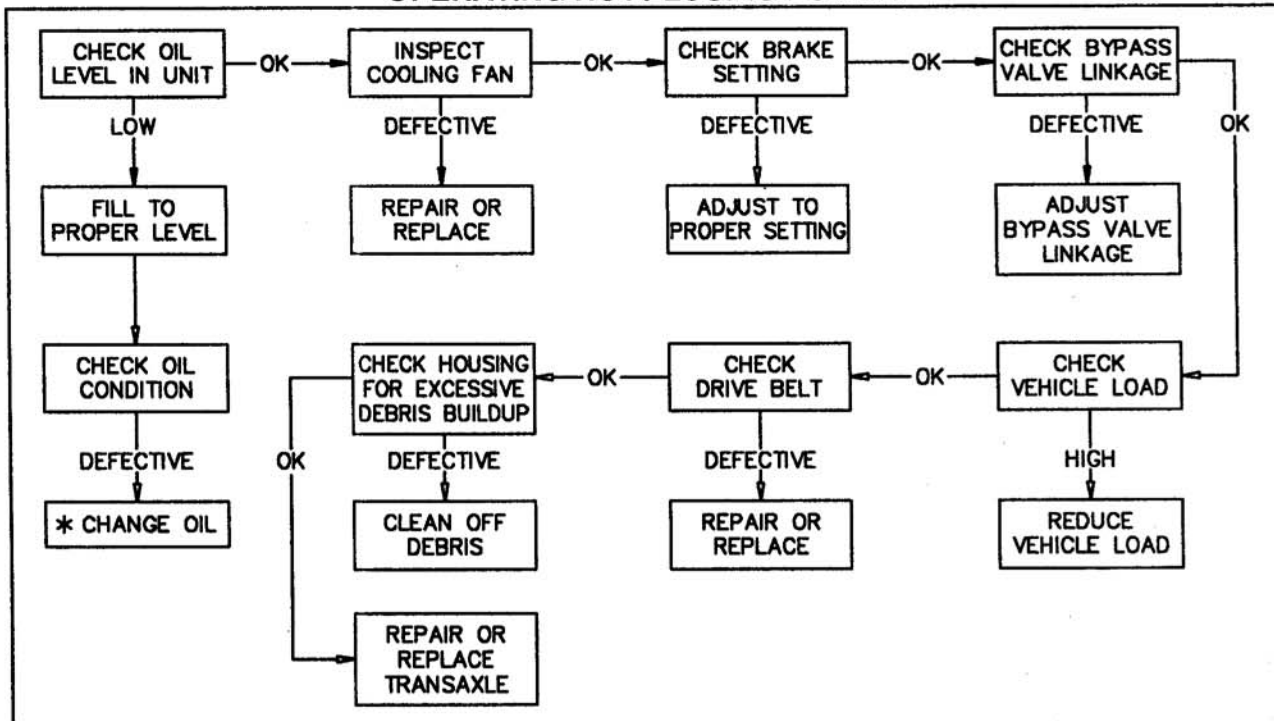 CHECK OIL
LEVEL IN UNIT
OK
INSPECT
COOLING FAN
OK
CHECK BRAKE
SETTING
OK
CHECK BYPASS
VALVE LINKAGE
OK
LOW
DEFECTIVE
DEFECTIVE
DEFECTIVE
FILL TO
PROPER LEVEL
REPAIR OR
REPLACE
ADJUST TO
PROPER SETTING
ADJUST
BYPASS VALVE
LINKAGE
CHECK OIL
CONDITION
CHECK HOUSING
FOR EXCESSIVE
DEBRIS BUILDUP
OK
CHECK
DRIVE BELT
OK
CHECK
VEHICLE LOAD
DEFECTIVE
OK
DEFECTIVE
DEFECTIVE
HIGH
* CHANGE OIL
CLEAN OFF
DEBRIS
REPAIR OR
REPLACE
REDUCE
VEHICLE LOAD
REPAIR OR
REPLACE
TRANSAXLE